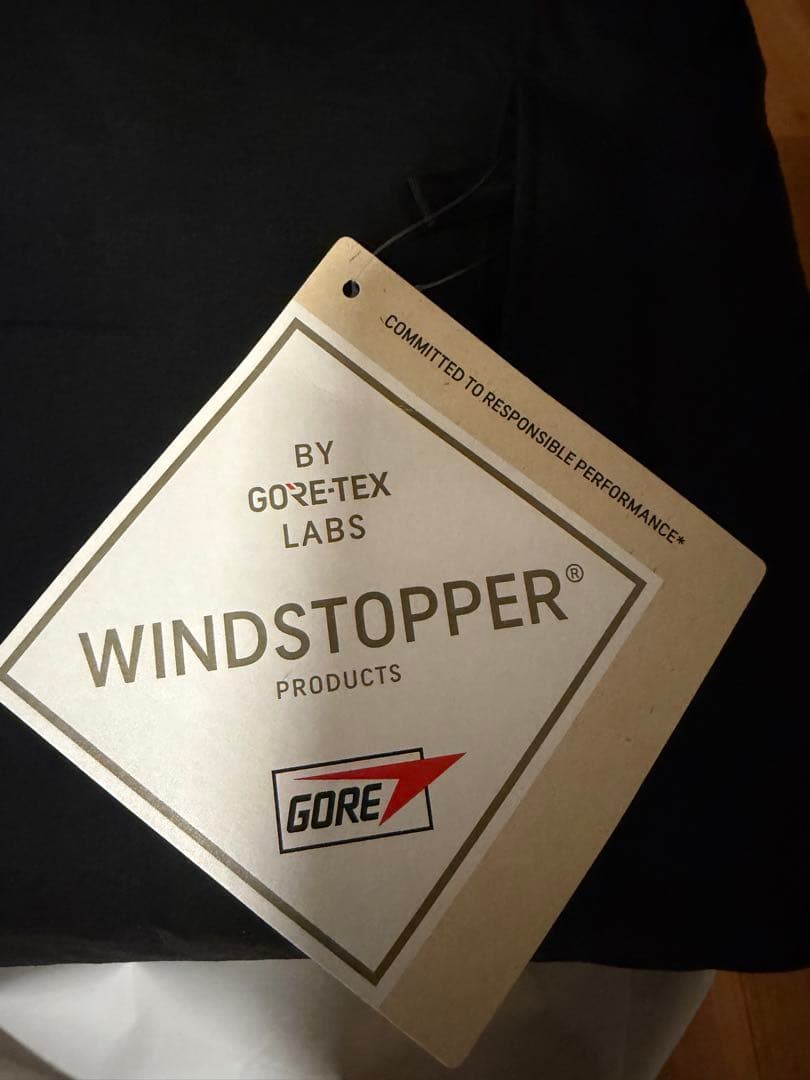 COMMITTED TO RESPONSIBLE PERFORMANCE*
BY
GORE-TEX
LABS
WINDSTOPPER®
PRODUCTS
GORE